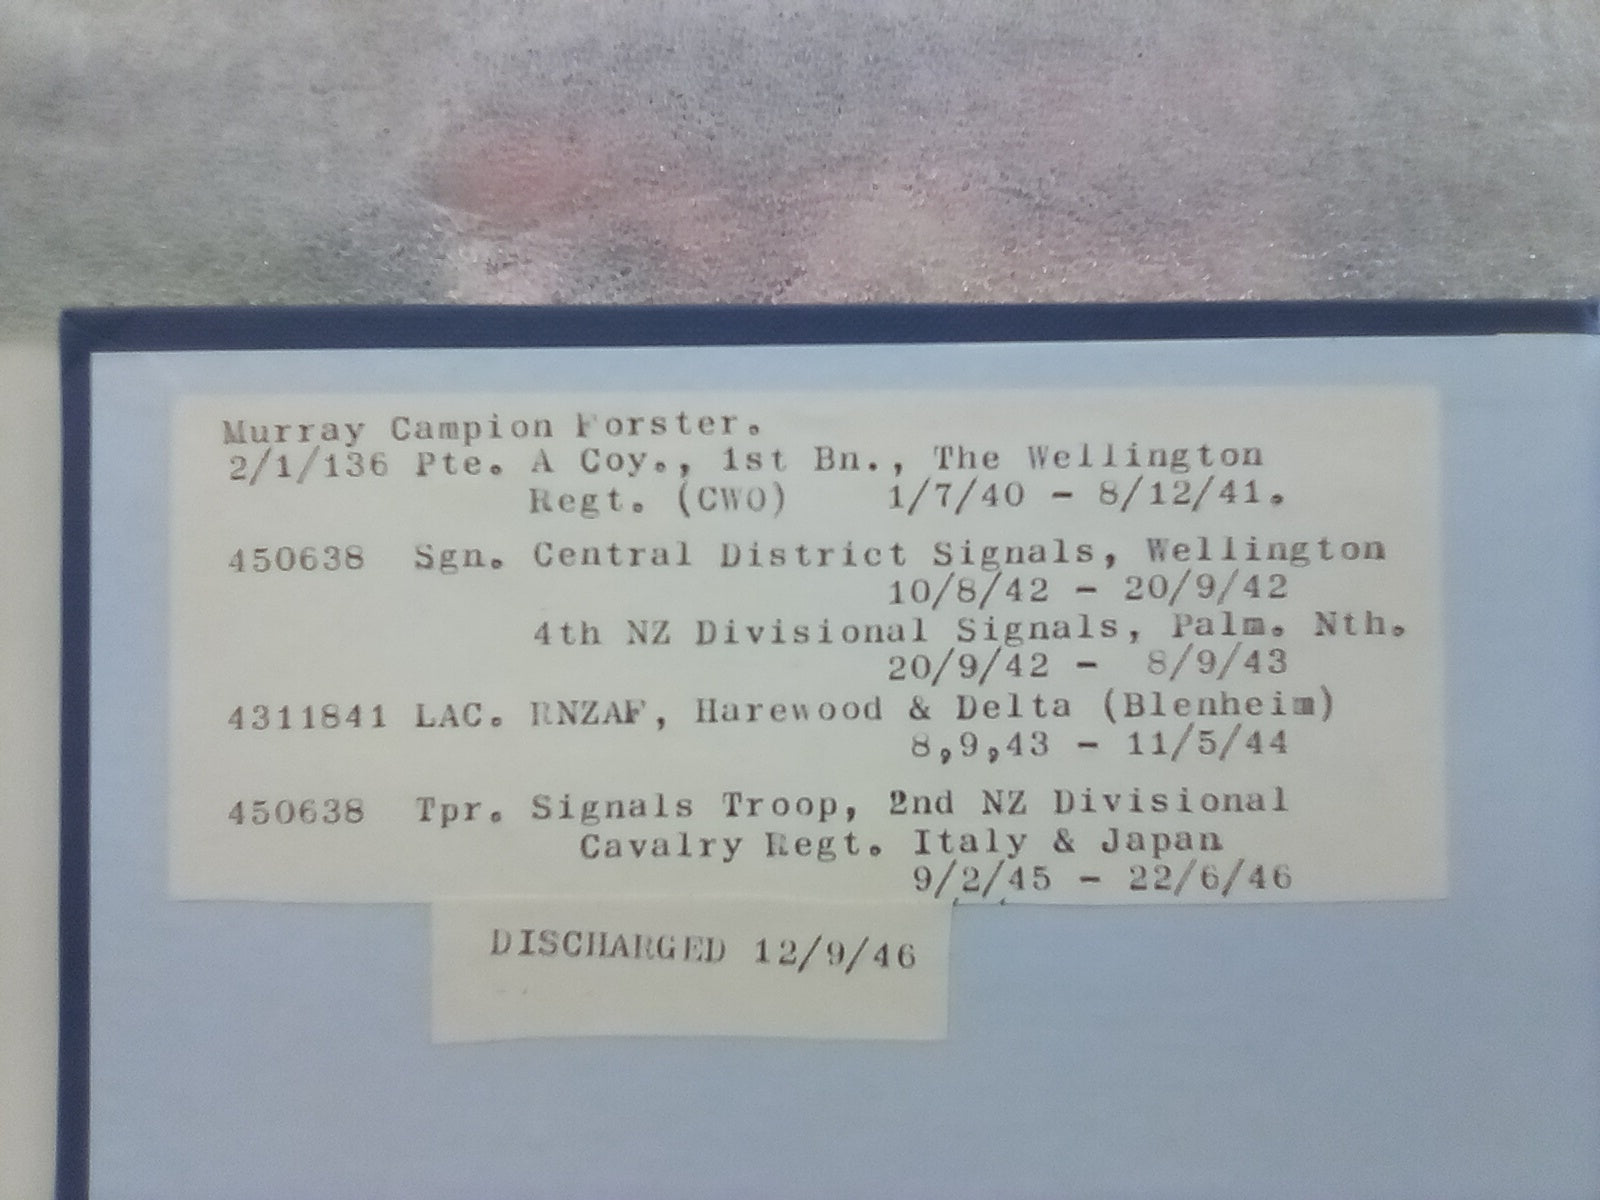 Murray Campion Forster.
2/1/136 Pte. A Coy., 1st Bn., The Wellington
Regt. (CWO) 1/7/40 - 8/12/41.
450638 Sgn. Central District Signals, Wellington
10/8/42 - 20/9/42
4th NZ Divisional Signals, Palm. Nth.
20/9/42 - 8/9/43
4311841 LAC. RNZAF, Harewood & Delta (Blenheim)
8,9,43 - 11/5/44
450638 Tpr. Signals Troop, 2nd NZ Divisional
Cavalry Regt. Italy & Japan
9/2/45 - 22/6/46
DISCHARGED 12/9/46